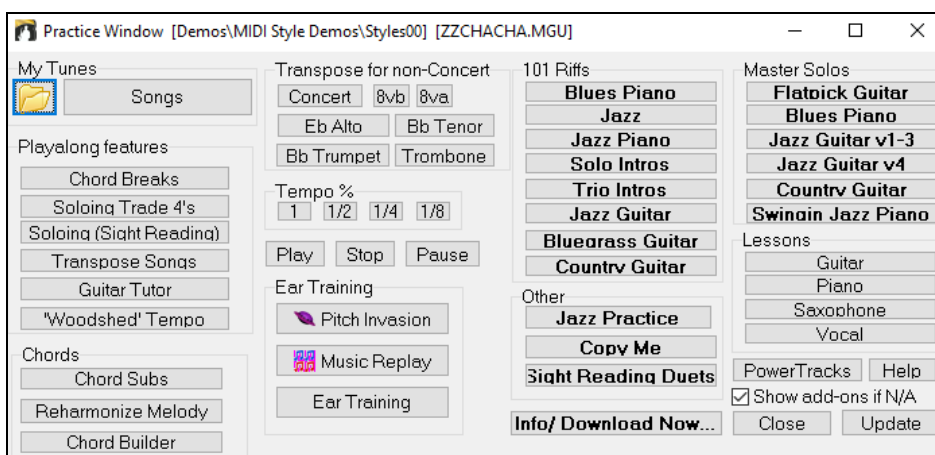 Practice Window [Demos\MIDI Style Demos\Styles00] [ZZCHACHA.MGU]
My Tunes
Songs
Playalong features
Chord Breaks
Soloing Trade 4's
Soloing (Sight Reading)
Transpose Songs
Guitar Tutor
'Woodshed' Tempo
Chords
Chord Subs
Reharmonize Melody
Chord Builder
Transpose for non-Concert
Concert 8vb 8va
Eb Alto Bb Tenor
Bb Trumpet Trombone
Tempo %
1 1/2 1/4 1/8
Play Stop Pause
Ear Training
Pitch Invasion
Music Replay
Ear Training
101 Riffs
Blues Piano
Jazz
Jazz Piano
Solo Intros
Trio Intros
Jazz Guitar
Bluegrass Guitar
Country Guitar
Other
Jazz Practice
Copy Me
Sight Reading Duets
Info/ Download Now...
Master Solos
Flatpick Guitar
Blues Piano
Jazz Guitar v1-3
Jazz Guitar v4
Country Guitar
Swingin Jazz Piano
Lessons
Guitar
Piano
Saxophone
Vocal
PowerTracks Help
Show add-ons if N/A
Close Update